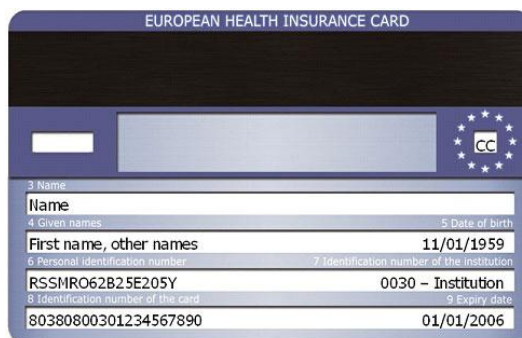 EUROPEAN HEALTH INSURANCE CARD
CC
3 Name
Name
4 Given names 5 Date of birth
First name, other names 11/01/1959
6 Personal identification number 7 Identification number of the institution
RSSMRO62B25E205Y 0030 – Institution
8 Identification number of the card 9 Expiry date
80380800301234567890 01/01/2006